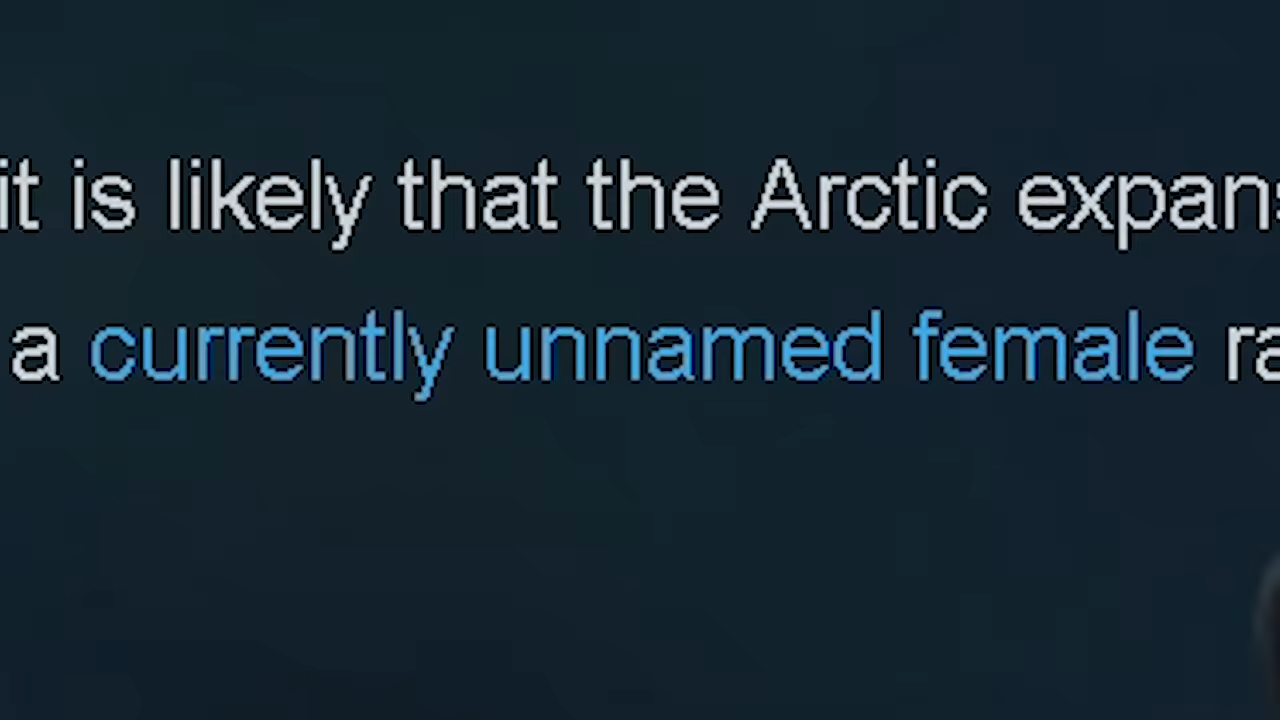 it is likely that the Arctic expans
a currently unnamed female ra